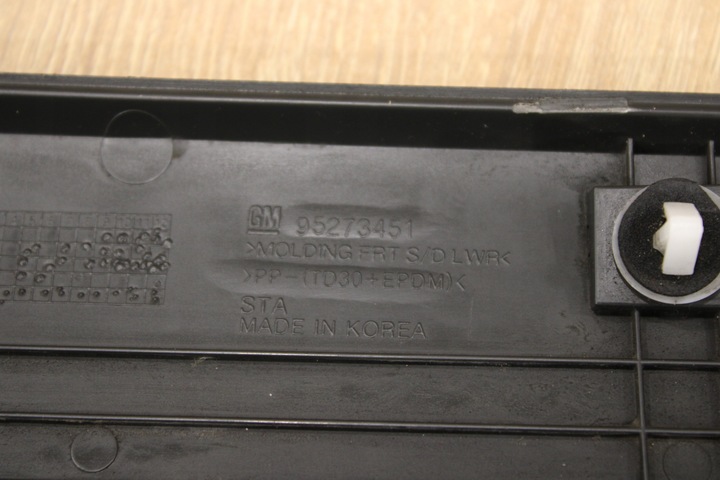 GM 95273451
>MOLDING FRT S/D LWR<
>PP-(TD30+EPDM)<
STA
MADE IN KOREA